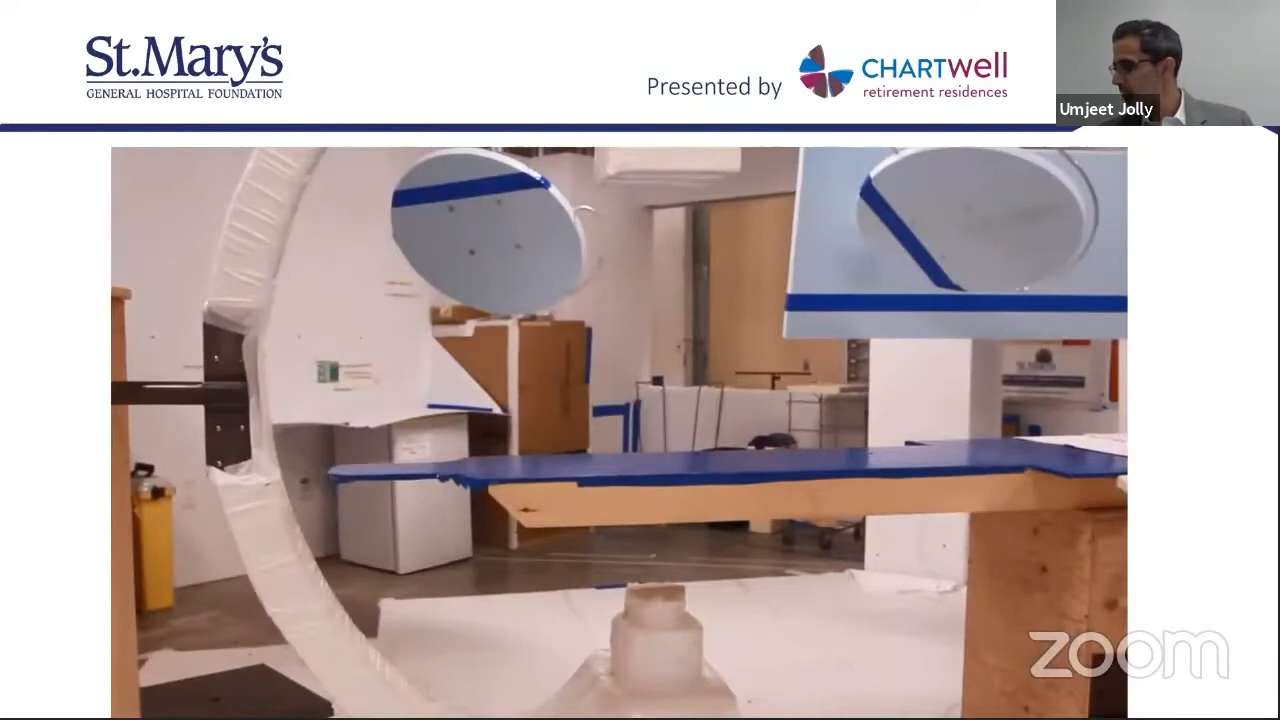 St. Mary's
GENERAL HOSPITAL FOUNDATION
Presented by
CHARTwell
retirement residences
Umjeet Jolly
zoom